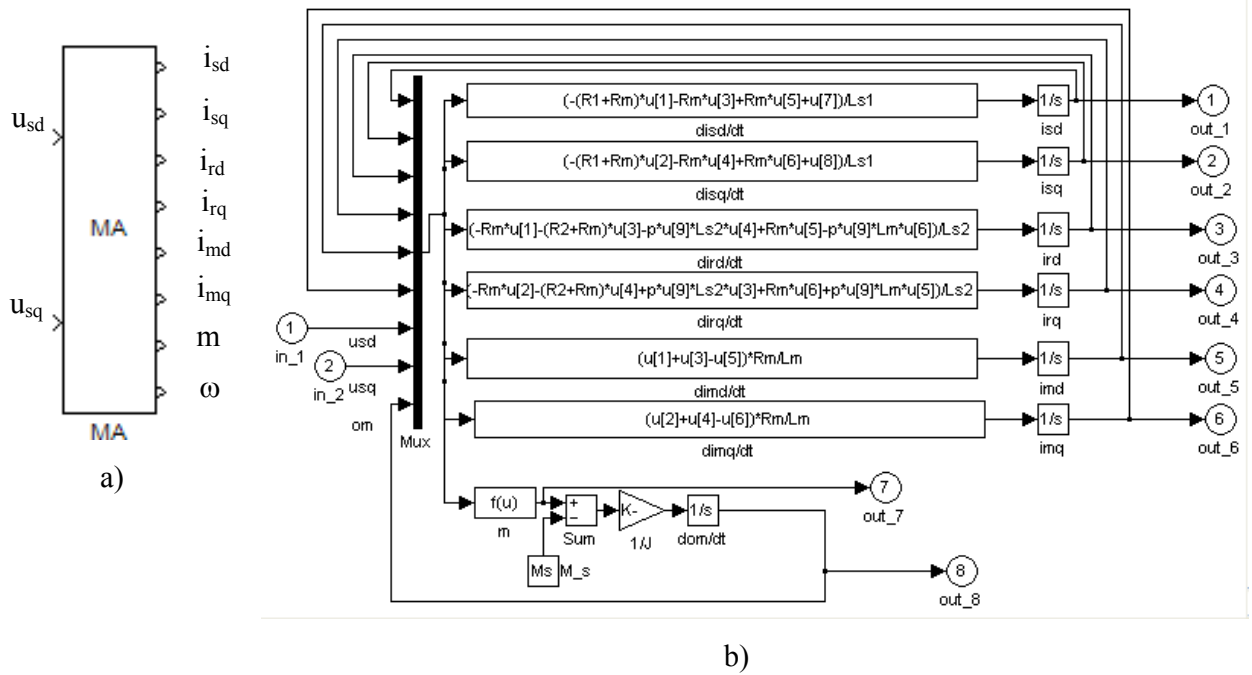 i_sd
i_sq
i_rd
i_rq
i_md
i_mq
m
ω
u_sd
u_sq
MA
MA
a)
(-(R1+Rm)*u[1]-Rm*u[3]+Rm*u[5]+u[7])/Ls1
disd/dt
(-(R1+Rm)*u[2]-Rm*u[4]+Rm*u[6]+u[8])/Ls1
disq/dt
(-Rm*u[1]-(R2+Rm)*u[3]-p*u[9]*Ls2*u[4]+Rm*u[5]-p*u[9]*Lm*u[6])/Ls2
dird/dt
(-Rm*u[2]-(R2+Rm)*u[4]+p*u[9]*Ls2*u[3]+Rm*u[6]+p*u[9]*Lm*u[5])/Ls2
dirq/dt
(u[1]+u[3]-u[5])*Rm/Lm
dimd/dt
(u[2]+u[4]-u[6])*Rm/Lm
dimq/dt
1/s
isd
1/s
isq
1/s
ird
1/s
irq
1/s
imd
1/s
imq
1
out_1
2
out_2
3
out_3
4
out_4
5
out_5
6
out_6
1
in_1
usd
2
in_2
usq
om
Mux
f(u)
m
+
−
Sum
K-
1/J
1/s
dom/dt
Ms
M_s
7
out_7
8
out_8
b)